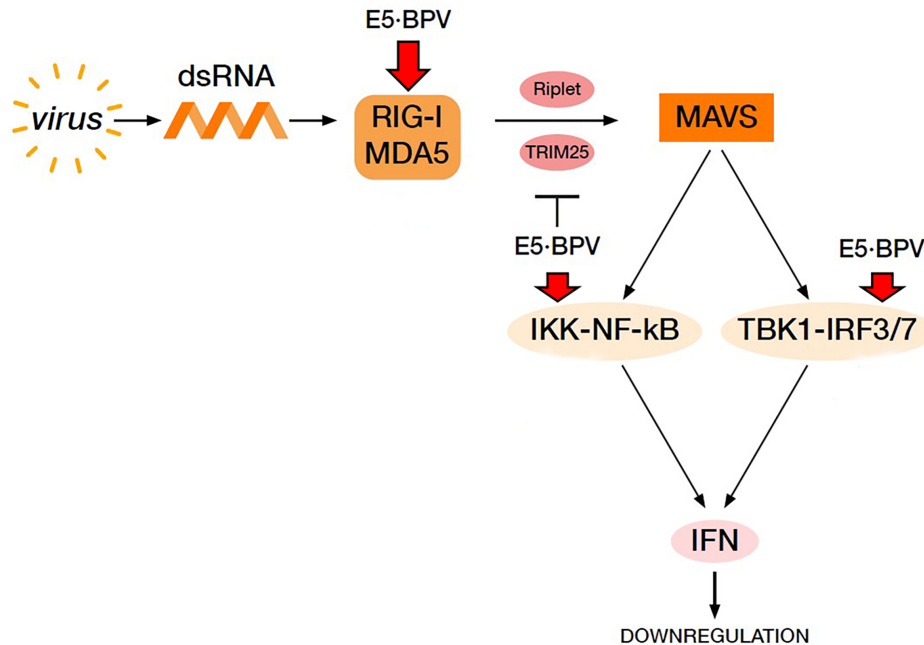 E5·BPV
virus
dsRNA
RIG-I
MDA5
Riplet
TRIM25
MAVS
E5·BPV
E5·BPV
IKK-NF-kB
TBK1-IRF3/7
IFN
DOWNREGULATION